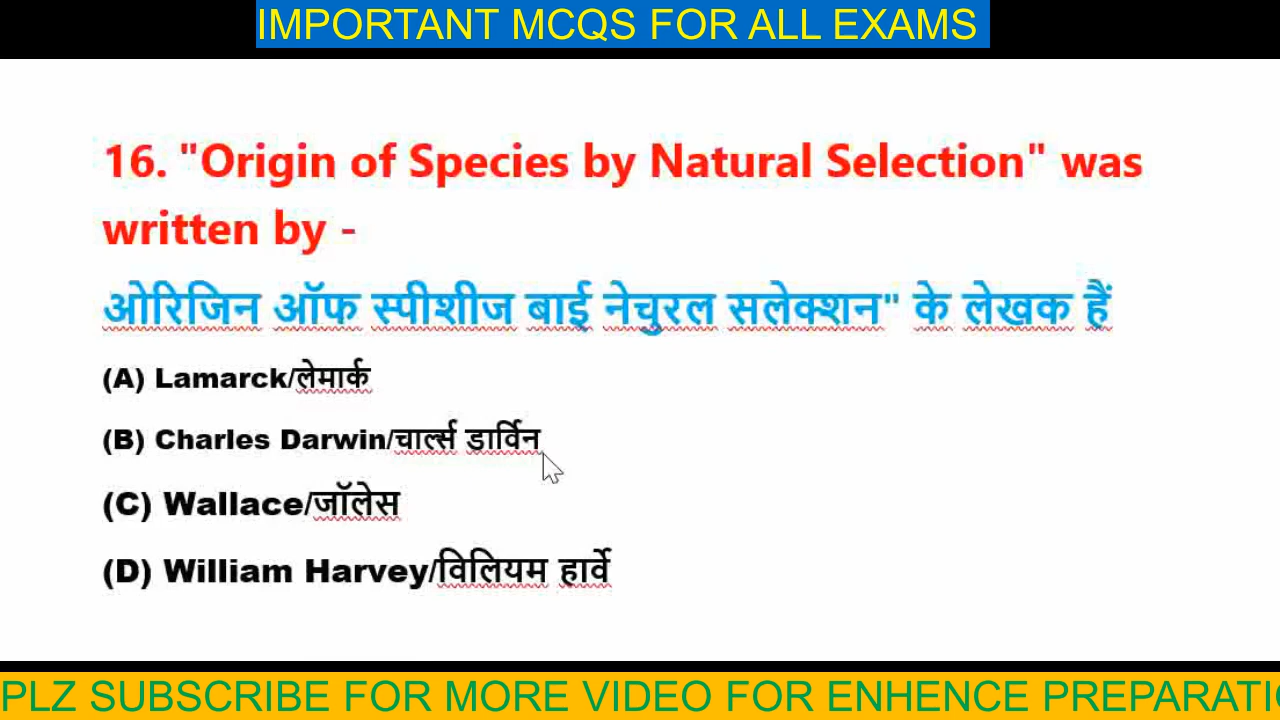 IMPORTANT MCQS FOR ALL EXAMS
16. "Origin of Species by Natural Selection" was
written by -
ओरिजिन ऑफ स्पीशीज बाई नेचुरल सलेक्शन" के लेखक हैं
(A) Lamarck/लेमार्क
(B) Charles Darwin/चार्ल्स डार्विन
(C) Wallace/जॉलेस
(D) William Harvey/विलियम हार्वे
PLZ SUBSCRIBE FOR MORE VIDEO FOR ENHENCE PREPARATI